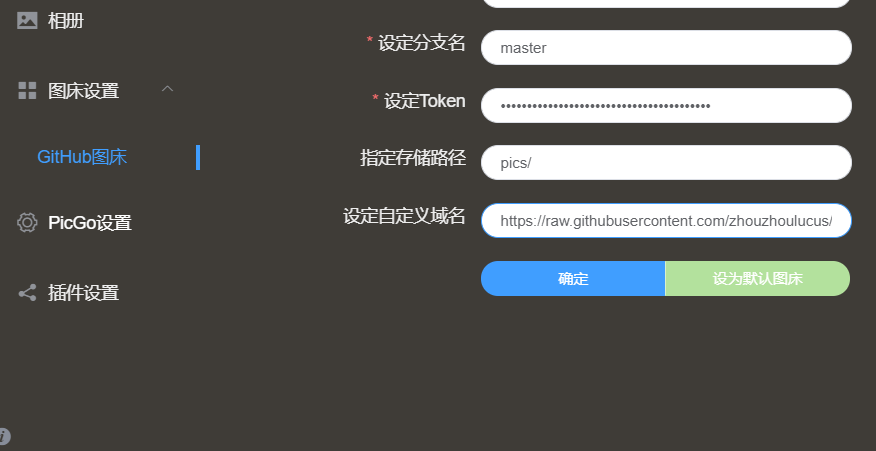 相册
图床设置
GitHub图床
PicGo设置
插件设置
* 设定分支名
master
* 设定Token
••••••••••••••••••••••••••••••••••••••••
指定存储路径
pics/
设定自定义域名
https://raw.githubusercontent.com/zhouzhoulucus/
确定
设为默认图床